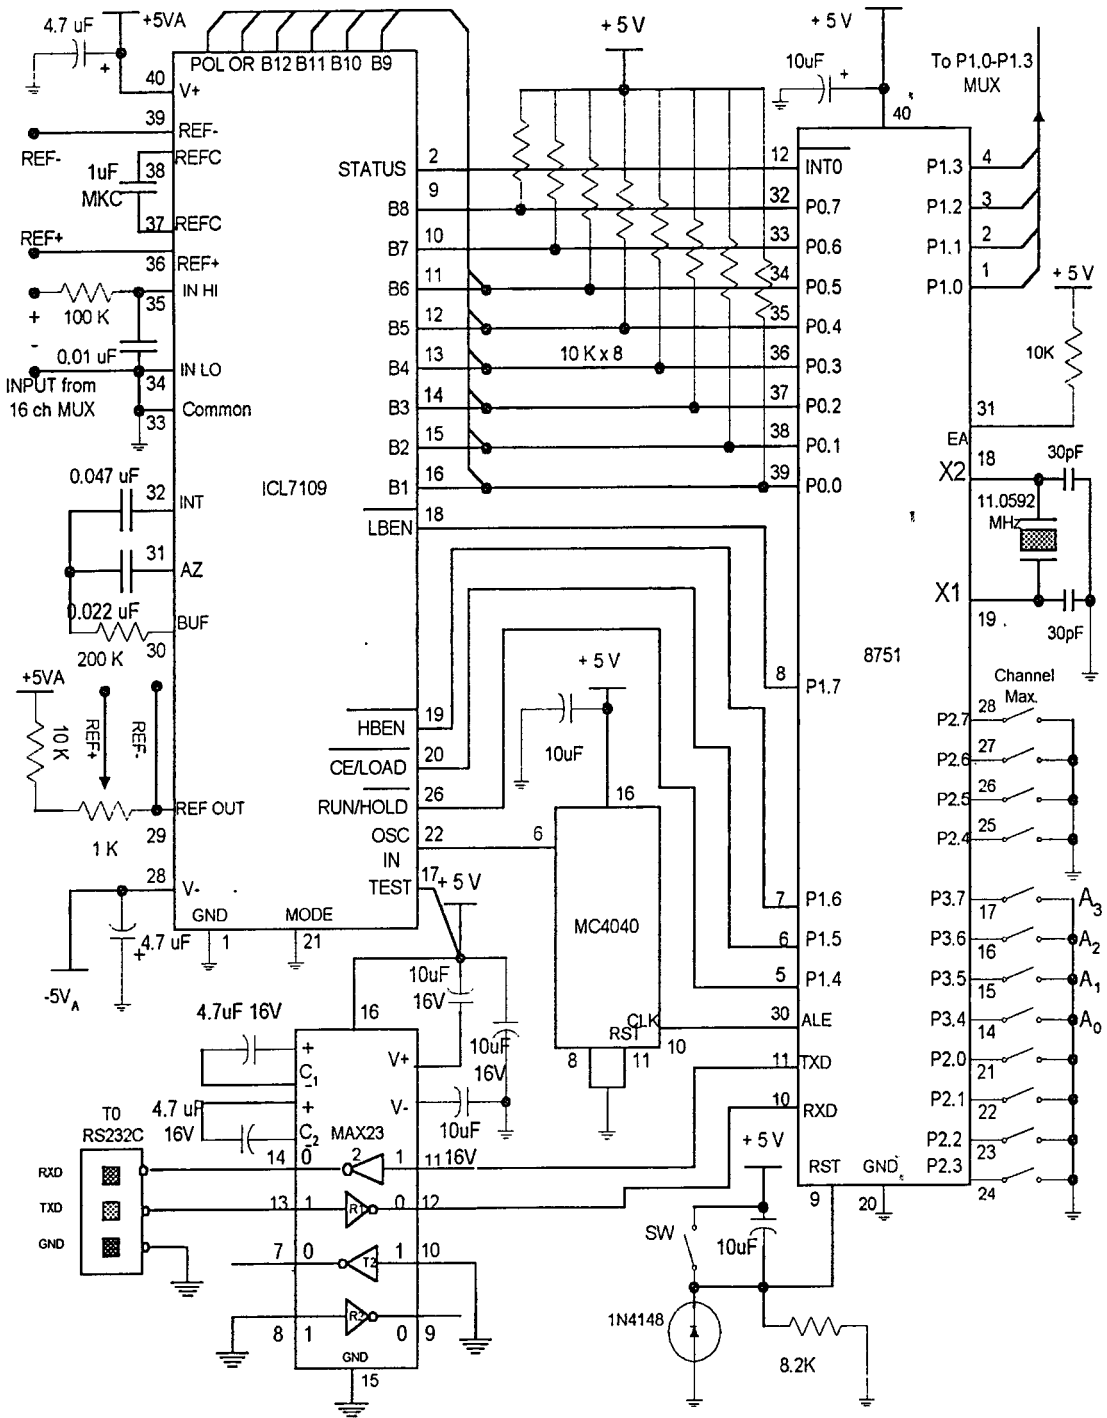 4.7 uF
+5VA
+ 5 V
+ 5 V
+
POL OR B12 B11 B10 B9
10uF
+
To P1.0-P1.3
MUX
40
V+
40
39
REF-
REF-
REFC
38
1uF
MKC
37
REFC
REF+
36
REF+
IN HI
35
100 K
+
-
0.01 uF
IN LO
34
INPUT from
16 ch MUX
Common
33
STATUS
2
12
INT0
P1.3
4
B8
9
32
P0.7
P1.2
3
B7
10
33
P0.6
P1.1
2
B6
11
34
P0.5
P1.0
1
+ 5 V
B5
12
35
P0.4
B4
13
10 K x 8
36
P0.3
10K
B3
14
37
P0.2
31
B2
15
38
P0.1
EA
B1
16
39
P0.0
X2
18
30pF
11.0592
MHz
X1
19
30pF
0.047 uF
32
INT
ICL7109
LBEN
18
31
AZ
0.022 uF
BUF
30
200 K
8751
+ 5 V
8
P1.7
10uF
+5VA
10 K
REF+
REF-
REF OUT
29
1 K
HBEN
19
CE/LOAD
20
RUN/HOLD
26
OSC
IN
22
6
16
TEST
17
+ 5 V
MC4040
Channel
Max.
P2.7
28
P2.6
27
P2.5
26
P2.4
25
28
V-
GND
1
MODE
21
4.7 uF
+
-5VA
7
P1.6
6
P1.5
5
P1.4
30
ALE
CLK
RST
8
11
10
P3.7
17
A3
P3.6
16
A2
P3.5
15
A1
P3.4
14
A0
P2.0
21
P2.1
22
P2.2
23
P2.3
24
11
TXD
10
RXD
10uF
16V
16
4.7uF 16V
+
C1
-
V+
10uF
16V
4.7 uF
16V
+
C2
-
V-
10uF
16V
MAX23
2
TO
RS232C
RXD
14
0
1
11
TXD
13
1
R1
0
12
GND
7
0
T2
1
10
8
1
R2
0
9
GND
15
+ 5 V
RST
GND
9
20
SW
10uF
1N4148
8.2K